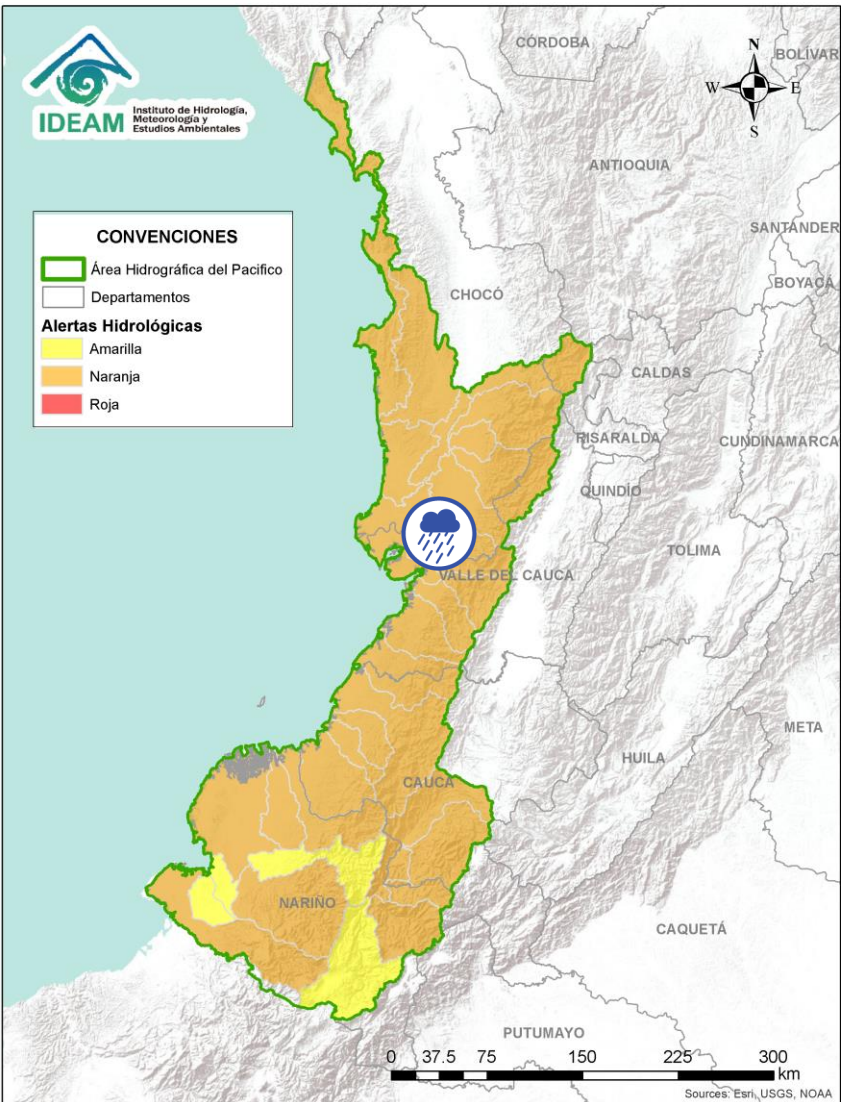 IDEAM
Instituto de Hidrología,
Meteorología y
Estudios Ambientales
N
W
E
S
CÓRDOBA
BOLIVAR
ANTIOQUIA
SANTANDER
BOYACÁ
CHOCÓ
CONVENCIONES
Área Hidrográfica del Pacifico
Departamentos
Alertas Hidrológicas
Amarilla
Naranja
Roja
CALDAS
RISARALDA
CUNDINAMARCA
QUINDÍO
TOLIMA
VALLE DEL CAUCA
META
HUILA
CAUCA
NARIÑO
CAQUETÁ
PUTUMAYO
0 37.5 75 150 225 300
km
Sources: Esri, USGS, NOAA